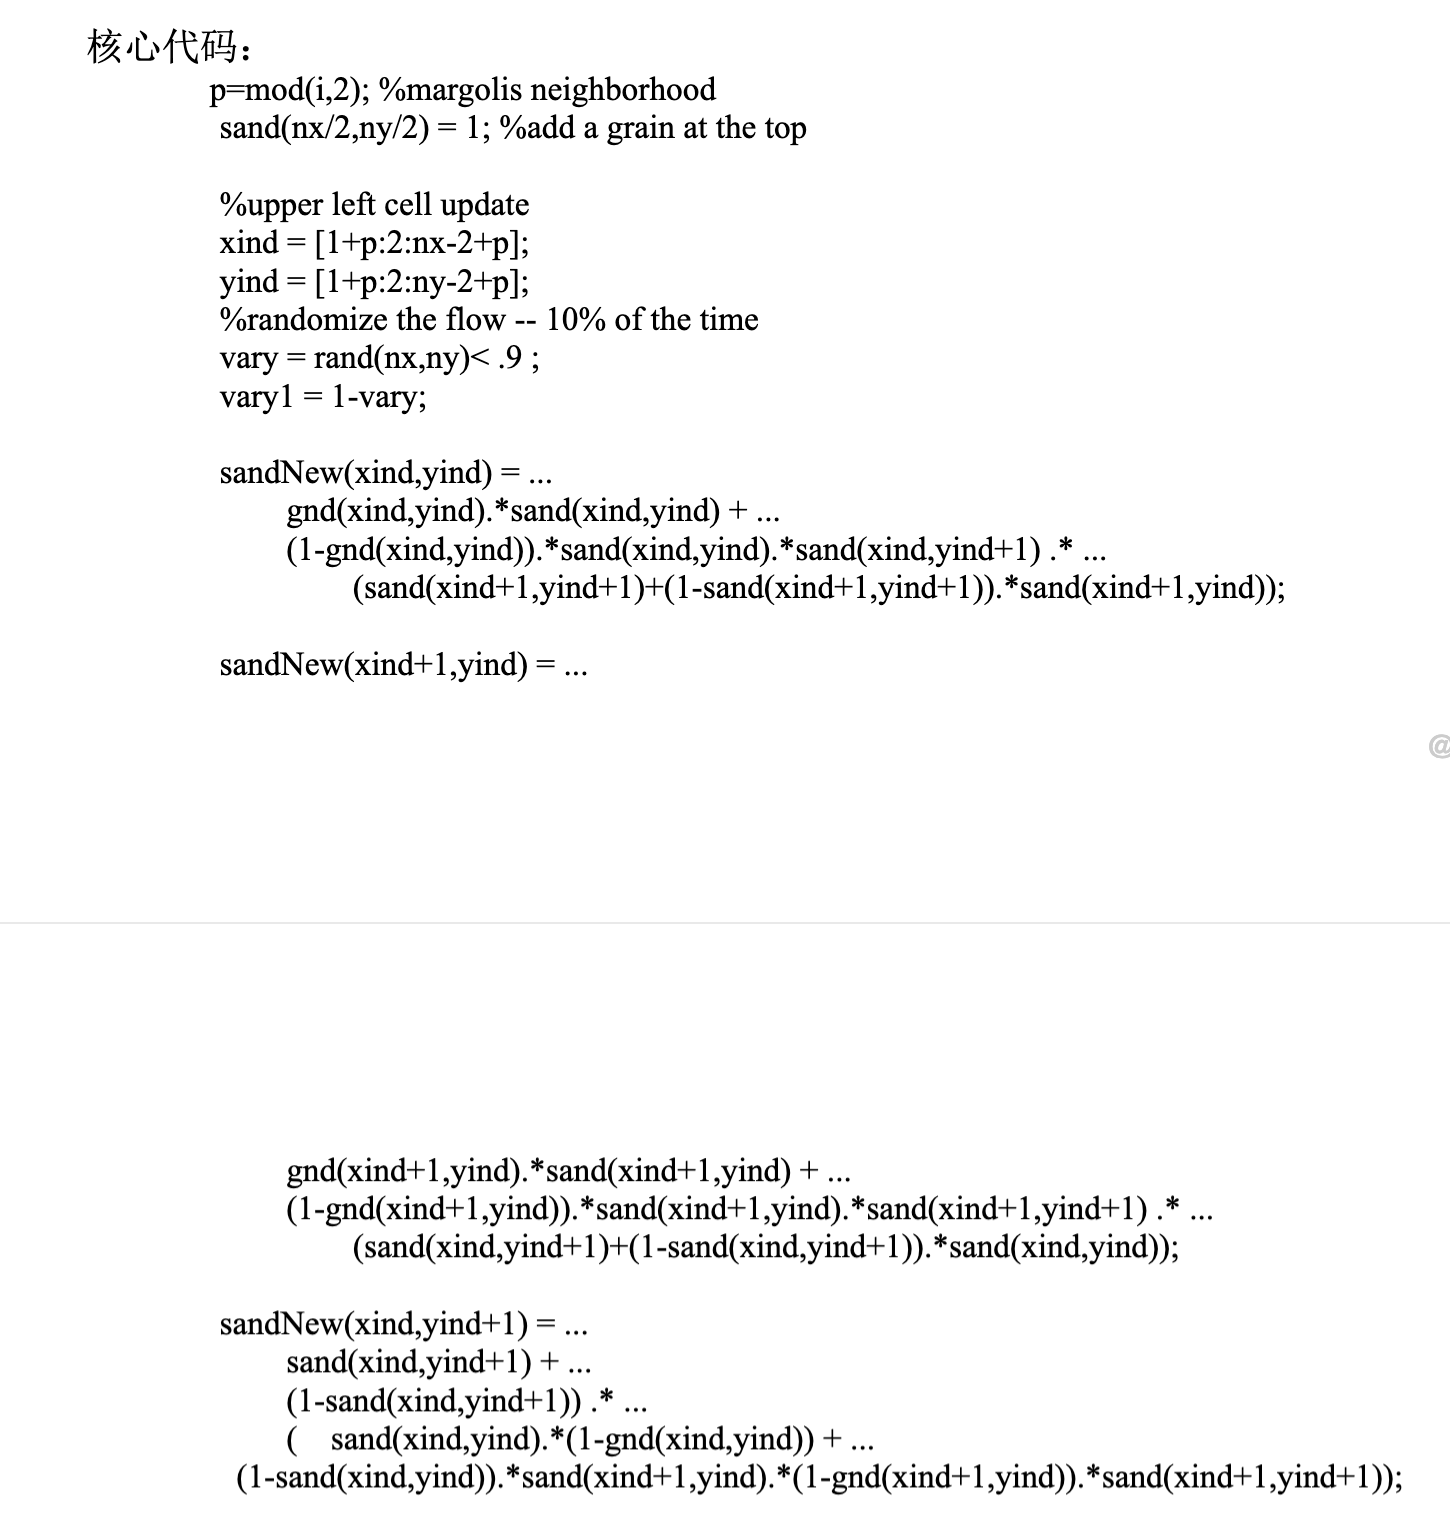 核心代码：
p=mod(i,2); %margolis neighborhood
sand(nx/2,ny/2) = 1; %add a grain at the top
%upper left cell update
xind = [1+p:2:nx-2+p];
yind = [1+p:2:ny-2+p];
%randomize the flow -- 10% of the time
vary = rand(nx,ny)< .9 ;
vary1 = 1-vary;
sandNew(xind,yind) = ...
gnd(xind,yind).*sand(xind,yind) + ...
(1-gnd(xind,yind)).*sand(xind,yind).*sand(xind,yind+1) .* ...
(sand(xind+1,yind+1)+(1-sand(xind+1,yind+1)).*sand(xind+1,yind));
sandNew(xind+1,yind) = ...
@
gnd(xind+1,yind).*sand(xind+1,yind) + ...
(1-gnd(xind+1,yind)).*sand(xind+1,yind).*sand(xind+1,yind+1) .* ...
(sand(xind,yind+1)+(1-sand(xind,yind+1)).*sand(xind,yind));
sandNew(xind,yind+1) = ...
sand(xind,yind+1) + ...
(1-sand(xind,yind+1)) .* ...
( sand(xind,yind).*(1-gnd(xind,yind)) + ...
(1-sand(xind,yind)).*sand(xind+1,yind).*(1-gnd(xind+1,yind)).*sand(xind+1,yind+1));